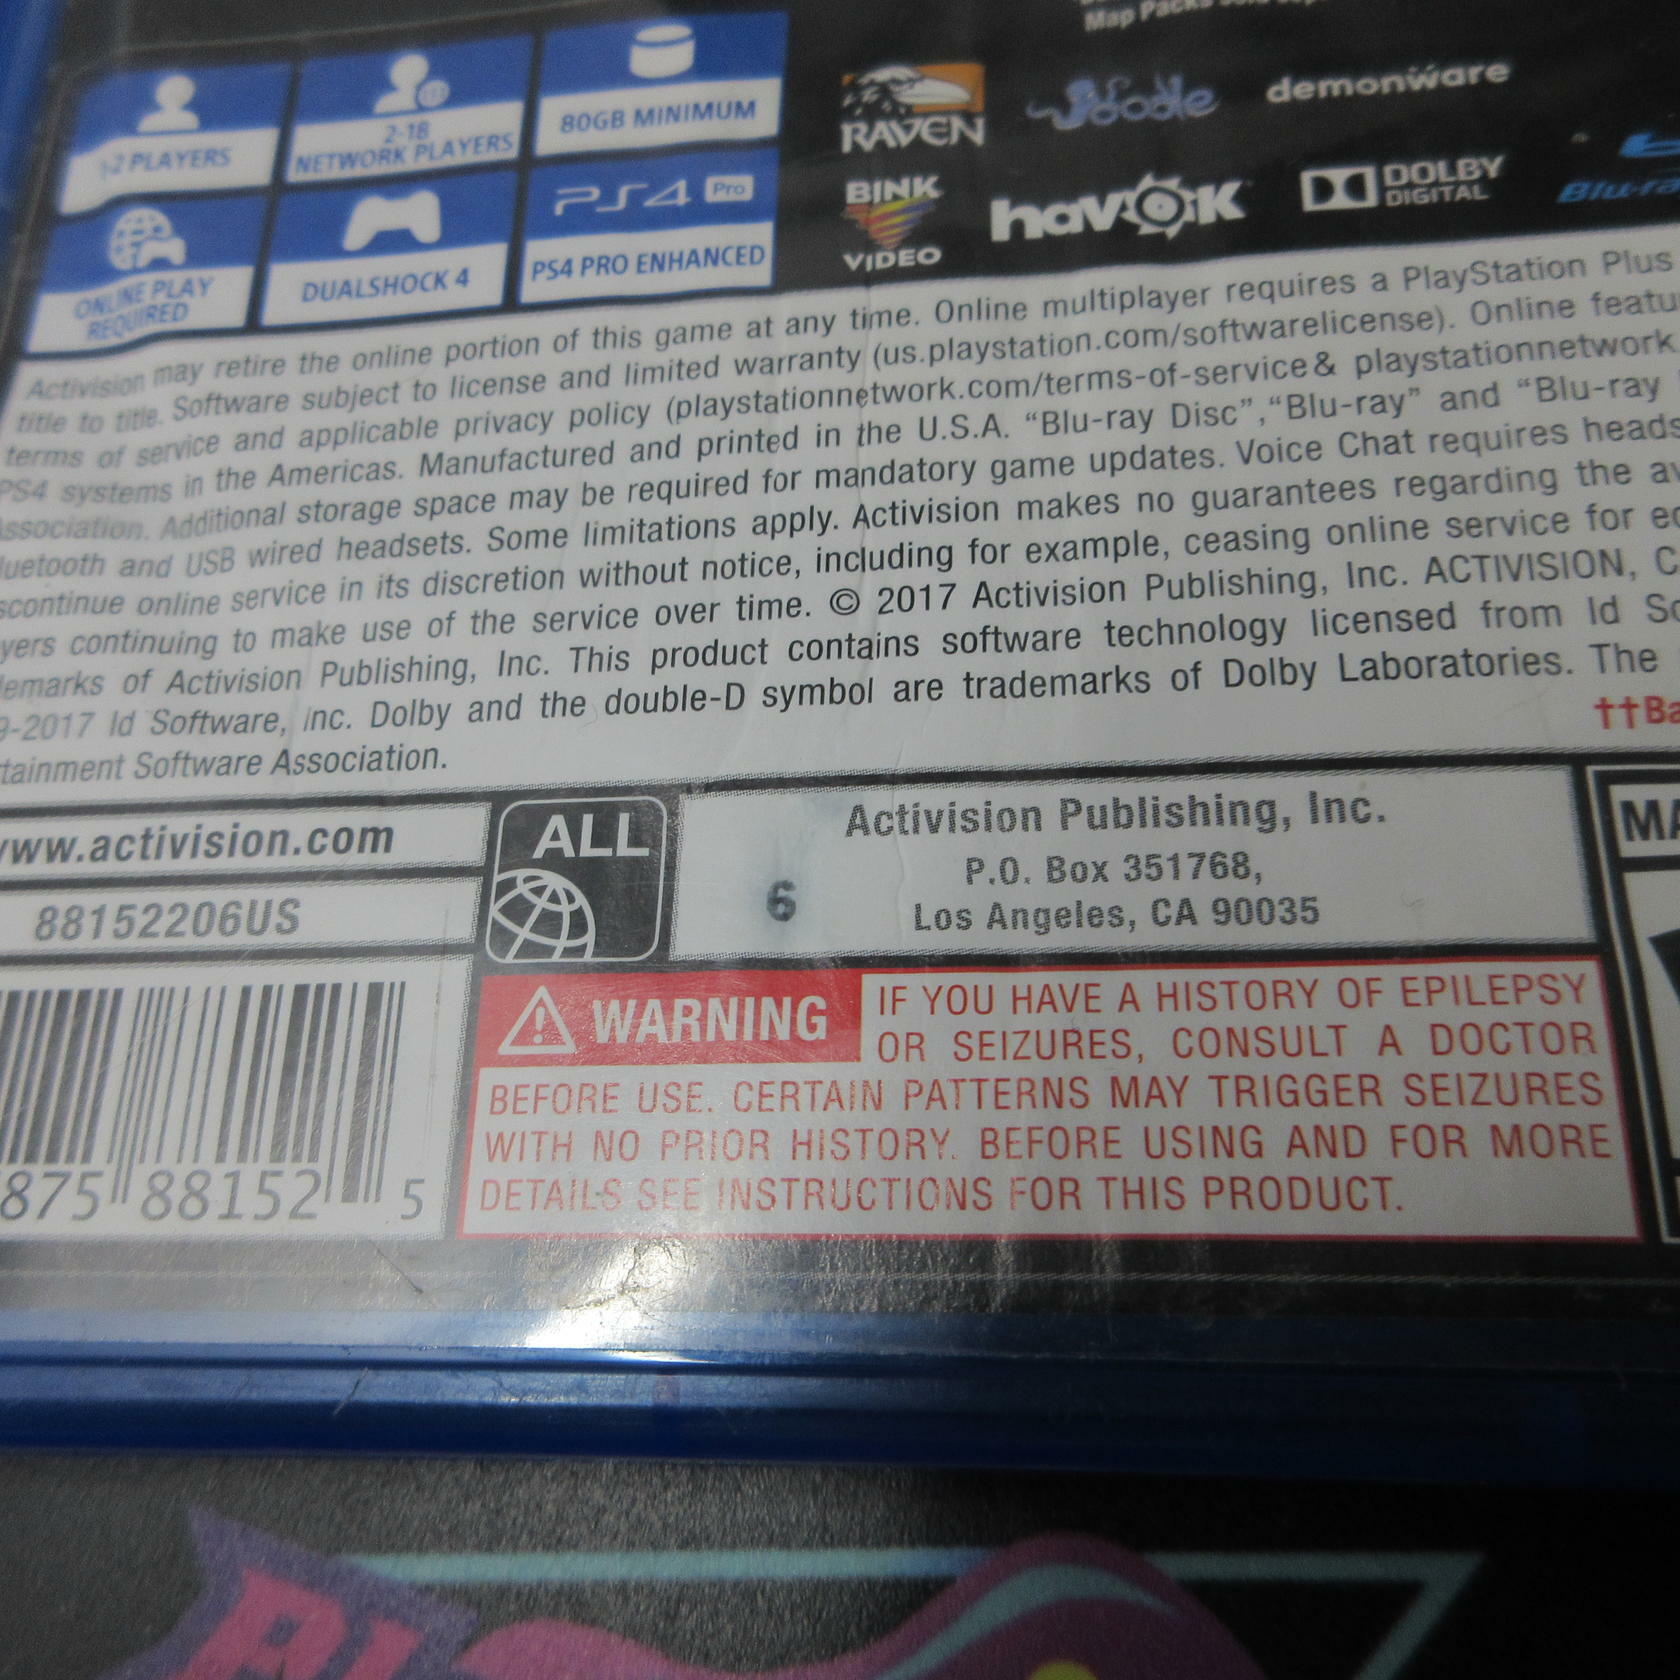 Map Packs
1-2 PLAYERS
2-18
NETWORK PLAYERS
80GB MINIMUM
ONLINE PLAY
REQUIRED
DUALSHOCK 4
PS4 Pro
PS4 PRO ENHANCED
RAVEN
demonware
BINK
VIDEO
havok
DOLBY
DIGITAL
Activision may retire the online portion of this game at any time. Online multiplayer requires a PlayStation Plus
title to title. Software subject to license and limited warranty (us.playstation.com/softwarelicense). Online featu
terms of service and applicable privacy policy (playstationnetwork.com/terms-of-service& playstationnetwork
PS4 systems in the Americas. Manufactured and printed in the U.S.A. “Blu-ray Disc”,“Blu-ray” and “Blu-ray
Association. Additional storage space may be required for mandatory game updates. Voice Chat requires heads
luetooth and USB wired headsets. Some limitations apply. Activision makes no guarantees regarding the av
scontinue online service in its discretion without notice, including for example, ceasing online service for ec
yers continuing to make use of the service over time. © 2017 Activision Publishing, Inc. ACTIVISION, C
emarks of Activision Publishing, Inc. This product contains software technology licensed from Id So
9-2017 Id Software, Inc. Dolby and the double-D symbol are trademarks of Dolby Laboratories. The
tainment Software Association.
††Ba
www.activision.com
88152206US
ALL
6
Activision Publishing, Inc.
P.O. Box 351768,
Los Angeles, CA 90035
MA
WARNING
IF YOU HAVE A HISTORY OF EPILEPSY
OR SEIZURES, CONSULT A DOCTOR
BEFORE USE. CERTAIN PATTERNS MAY TRIGGER SEIZURES
WITH NO PRIOR HISTORY. BEFORE USING AND FOR MORE
DETAILS SEE INSTRUCTIONS FOR THIS PRODUCT.
875 88152 5